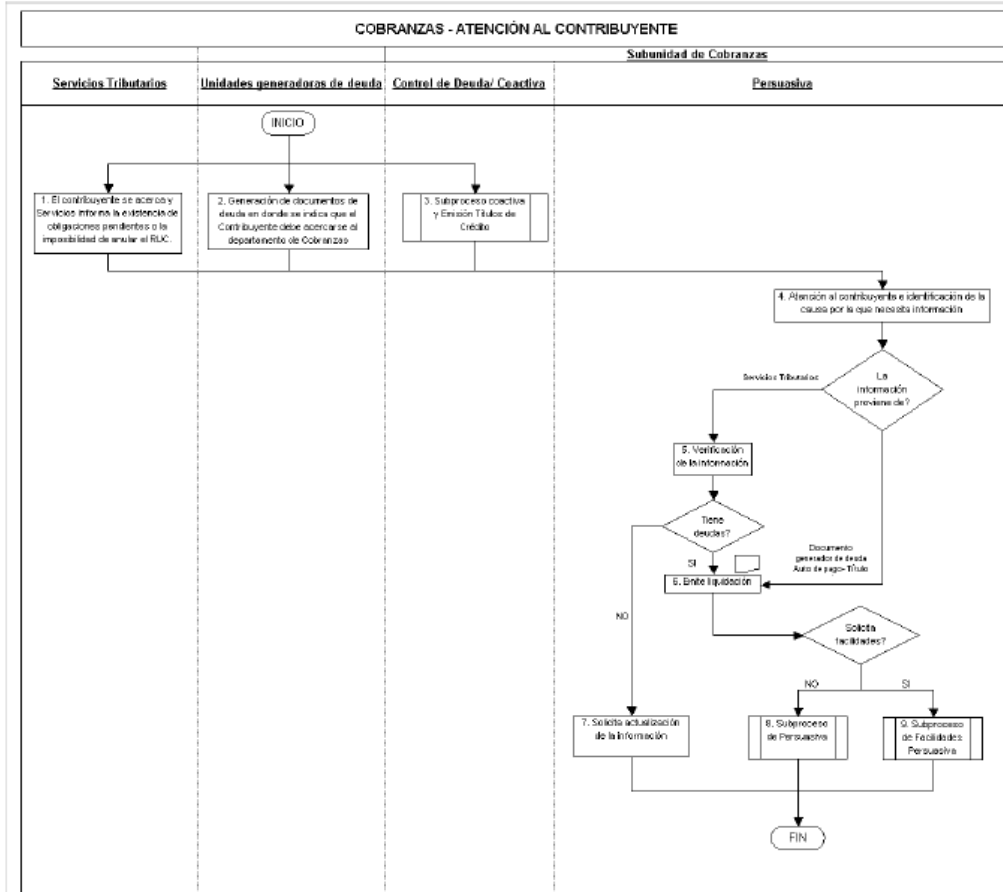 COBRANZAS - ATENCIÓN AL CONTRIBUYENTE
Subunidad de Cobranzas
Servicios Tributarios
Unidades generadoras de deuda
Control de Deuda/ Coactiva
Persuasiva
INICIO
1. El contribuyente se acerca y
Servicios informa la existencia de
obligaciones pendientes o la
imposibilidad de anular el RUC.
2. Generación de documentos de
deuda en donde se indica que el
Contribuyente debe acercarse al
departamento de Cobranzas
3. Subproceso coactiva
y Emisión Títulos de
Crédito
4. Atención al contribuyente e identificación de la
causa por la que necesita información
La
información
proviene de?
Servicios Tributarios
5. Verificación
de la información
Tiene
deudas?
Documento
generador de deuda
Auto de pago- Título
SI
6. Emite liquidación
NO
Solicita
facilidades?
NO
SI
7. Solicita actualización
de la información
8. Subproceso
de Persuasiva
9. Subproceso
de Facilidades
Persuasiva
FIN